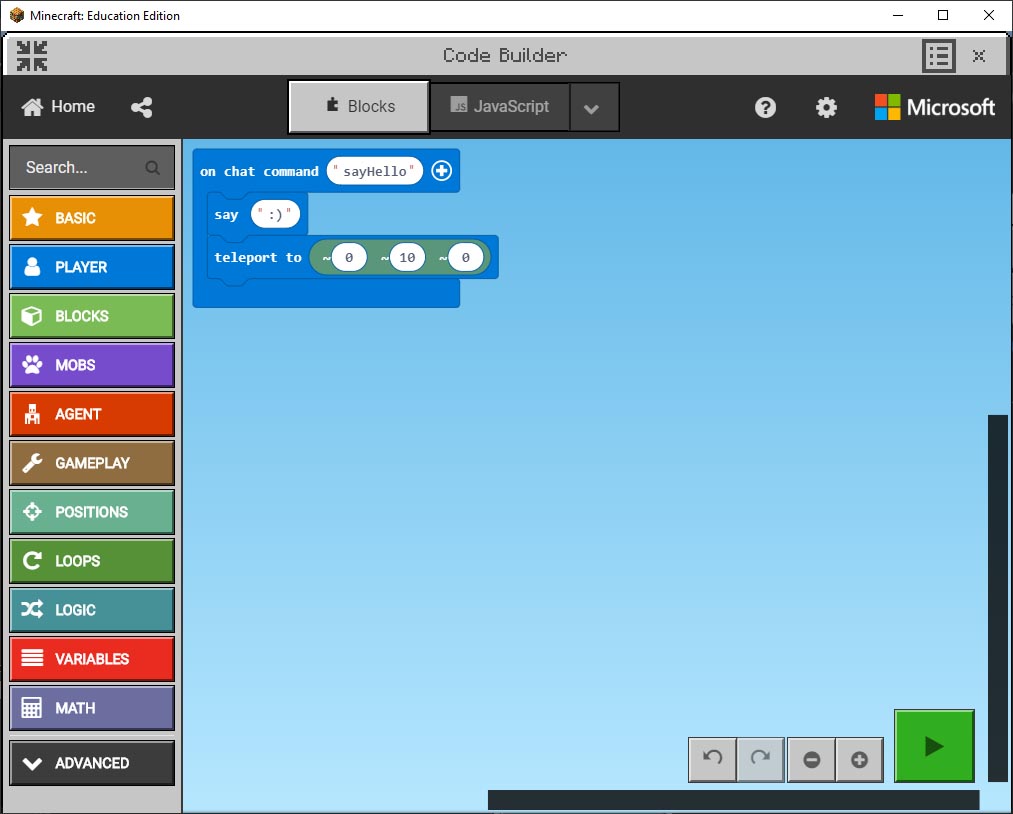 Minecraft: Education Edition
Code Builder
Home
Blocks
JS JavaScript
?
Microsoft
Search...
BASIC
PLAYER
BLOCKS
MOBS
AGENT
GAMEPLAY
POSITIONS
LOOPS
LOGIC
VARIABLES
MATH
ADVANCED
on chat command "sayHello"
say ":)"
teleport to ~0 ~10 ~0